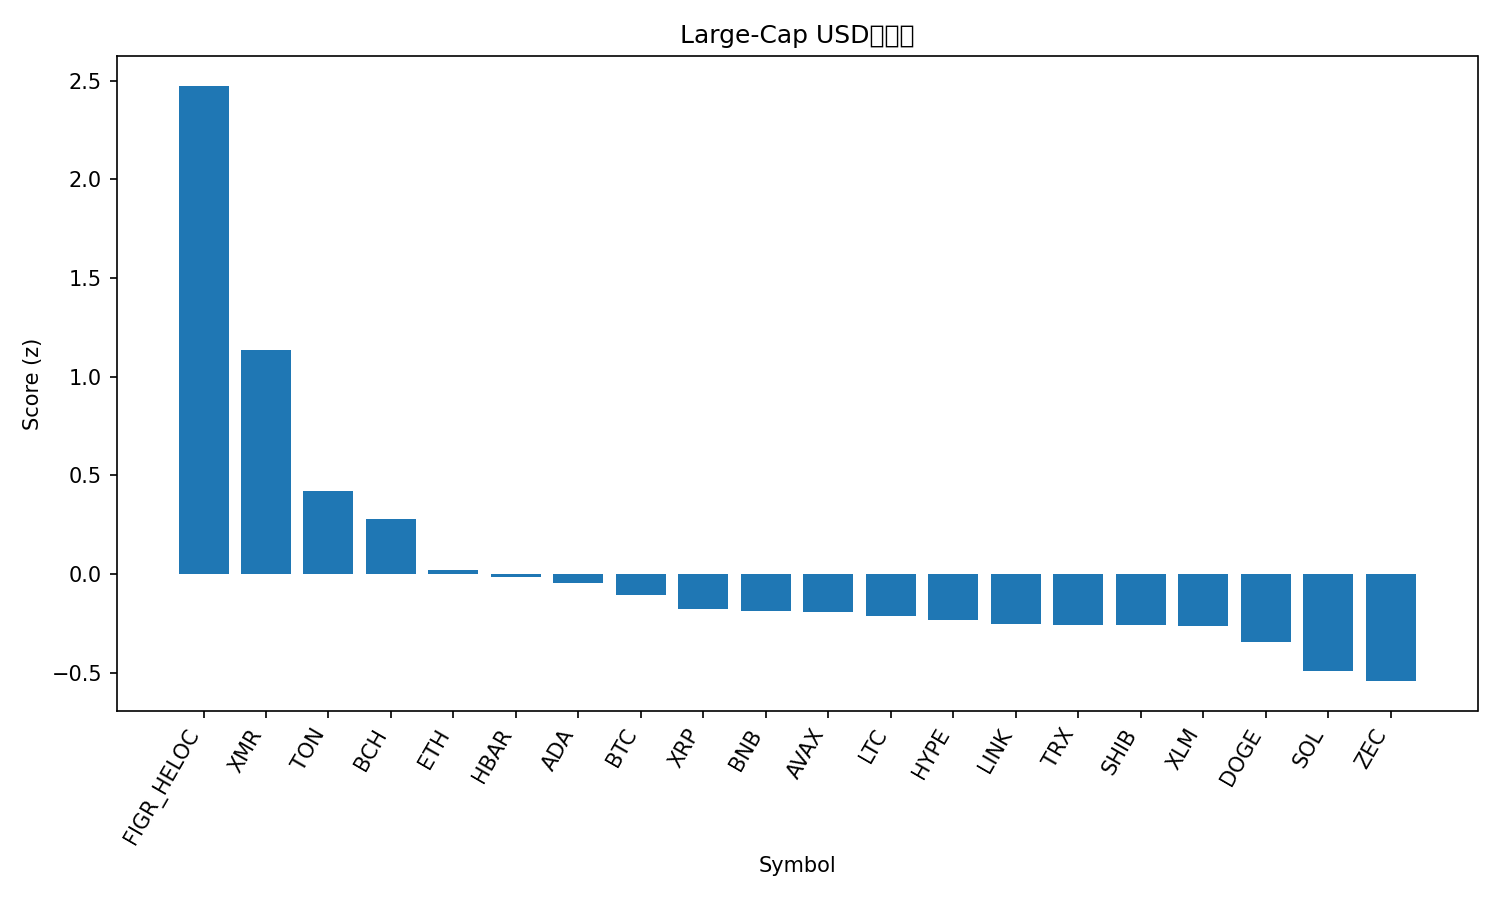 Large-Cap USD
Score (z)
2.5
2.0
1.5
1.0
0.5
0.0
−0.5
FIGR_HELOC
XMR
TON
BCH
ETH
HBAR
ADA
BTC
XRP
BNB
AVAX
LTC
HYPE
LINK
TRX
SHIB
XLM
DOGE
SOL
ZEC
Symbol